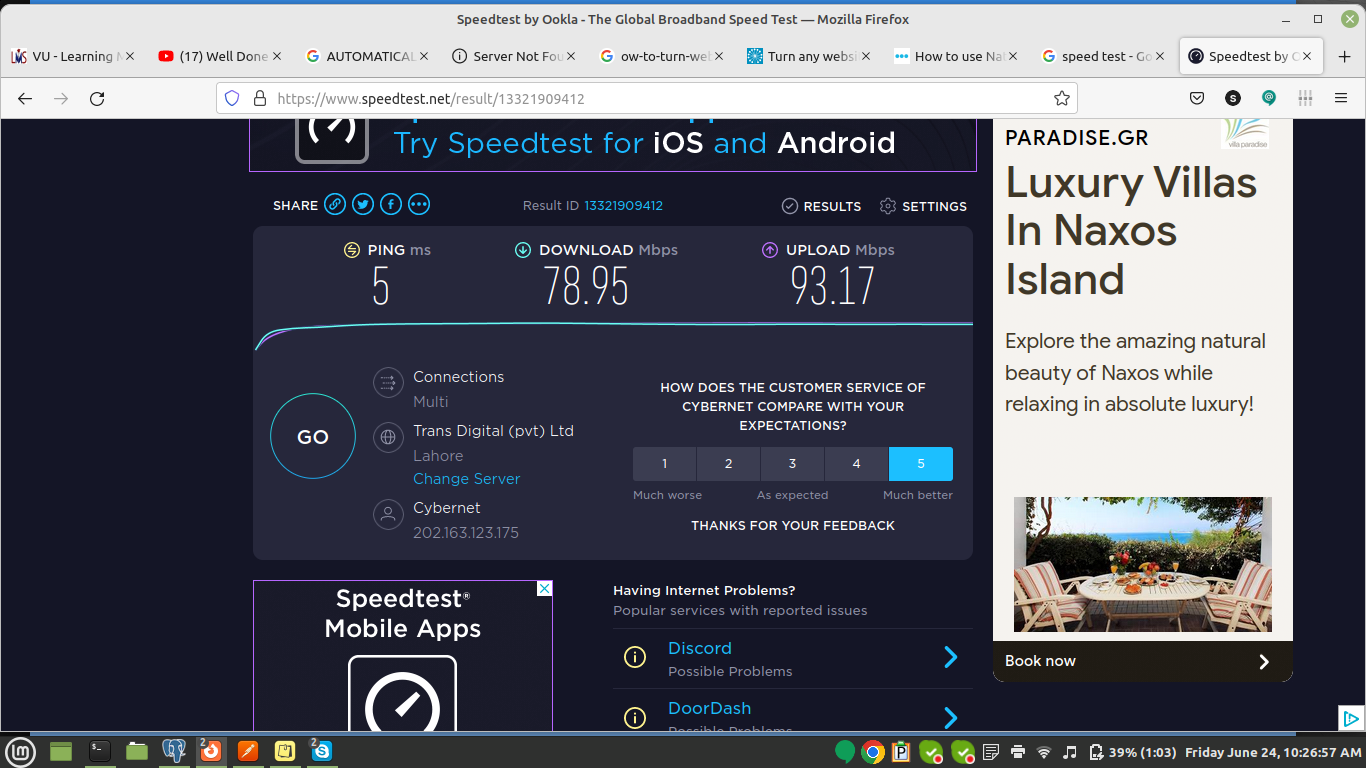 Speedtest by Ookla - The Global Broadband Speed Test — Mozilla Firefox
VU - Learning M
(17) Well Done
AUTOMATICAL
Server Not Fou
ow-to-turn-web
Turn any websi
How to use Nat
speed test - Go
Speedtest by O
https://www.speedtest.net/result/13321909412
Try Speedtest for iOS and Android
SHARE
Result ID 13321909412
RESULTS
SETTINGS
PING ms
5
DOWNLOAD Mbps
78.95
UPLOAD Mbps
93.17
GO
Connections
Multi
Trans Digital (pvt) Ltd
Lahore
Change Server
Cybernet
202.163.123.175
HOW DOES THE CUSTOMER SERVICE OF
CYBERNET COMPARE WITH YOUR
EXPECTATIONS?
1 2 3 4 5
Much worse As expected Much better
THANKS FOR YOUR FEEDBACK
Speedtest®
Mobile Apps
Having Internet Problems?
Popular services with reported issues
Discord
Possible Problems
DoorDash
Possible Problems
PARADISE.GR
villa paradise
Luxury Villas
In Naxos
Island
Explore the amazing natural
beauty of Naxos while
relaxing in absolute luxury!
Book now
2
2
39% (1:03)
Friday June 24, 10:26:57 AM